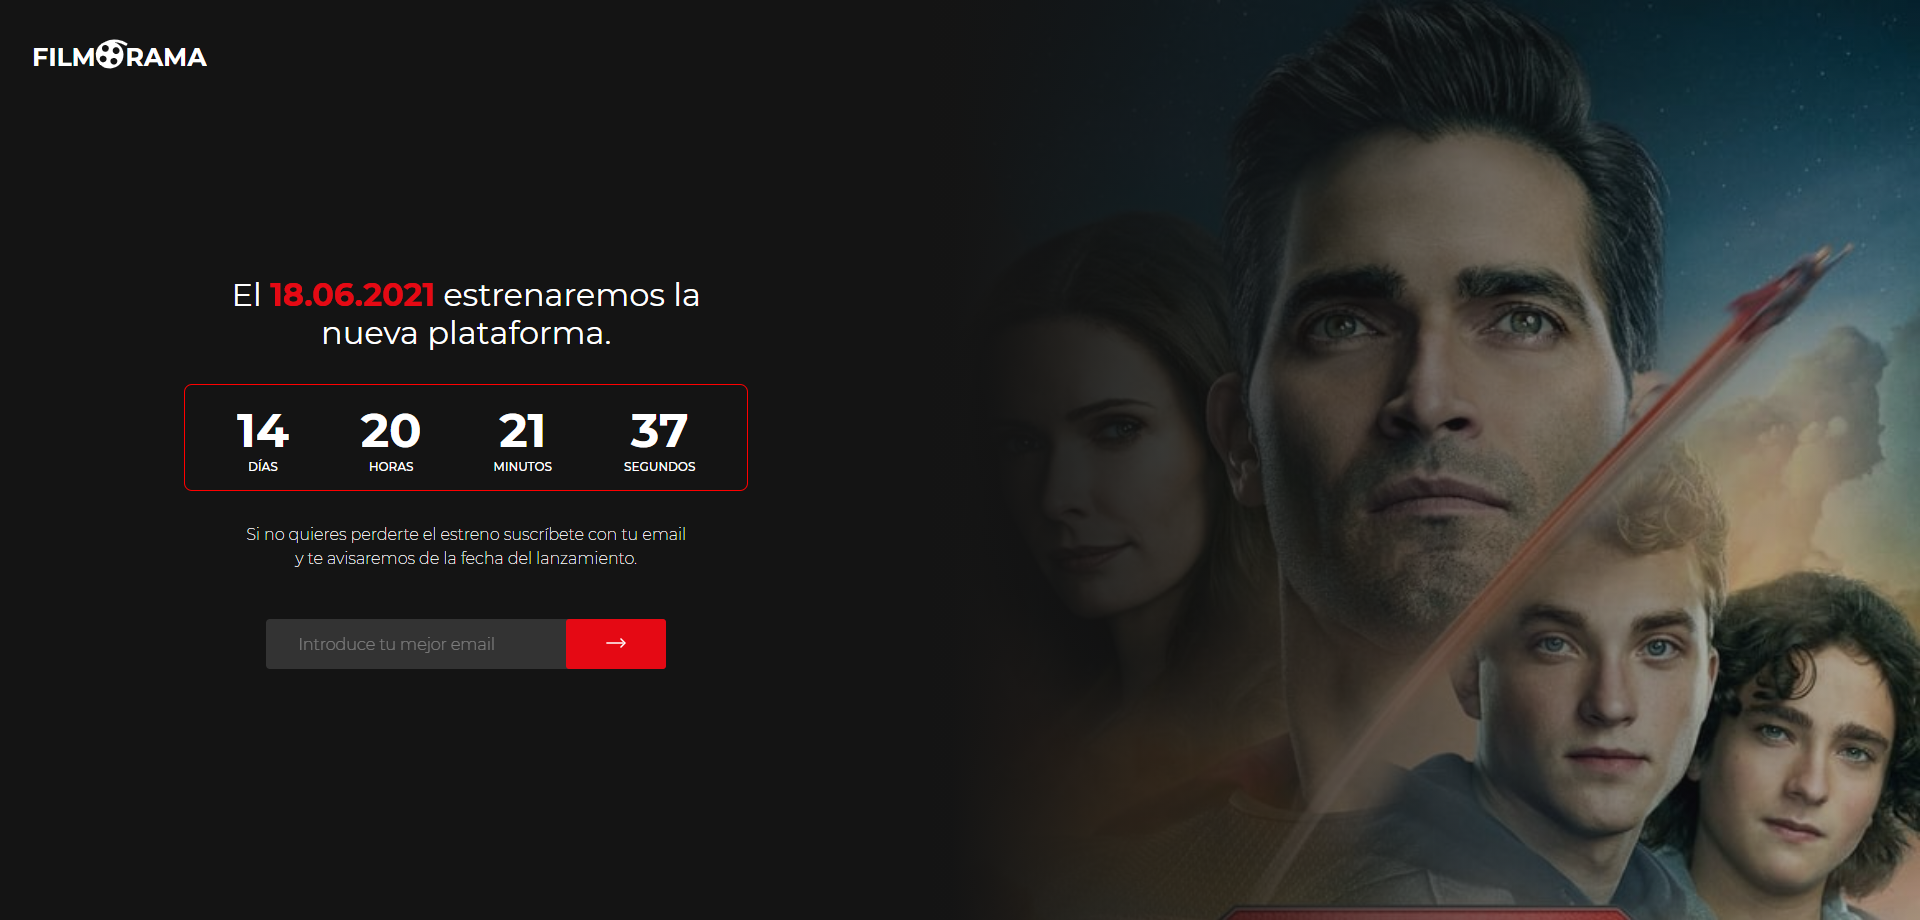 FILMORAMA
El 18.06.2021 estrenaremos la
nueva plataforma.
14 20 21 37
DÍAS HORAS MINUTOS SEGUNDOS
Si no quieres perderte el estreno suscríbete con tu email
y te avisaremos de la fecha del lanzamiento.
Introduce tu mejor email